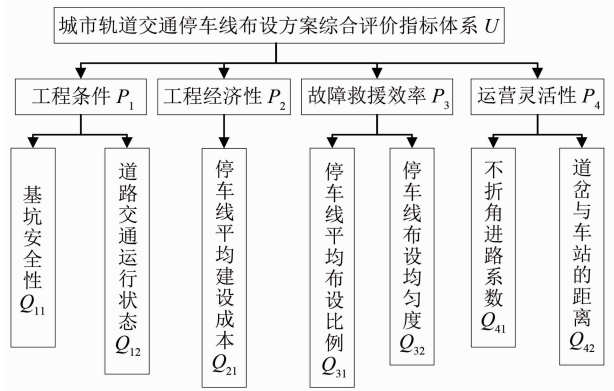 城市轨道交通停车线布设方案综合评价指标体系 U
工程条件 P1
工程经济性 P2
故障救援效率 P3
运营灵活性 P4
基坑安全性 Q11
道路交通运行状态 Q12
停车线平均建设成本 Q21
停车线平均布设比例 Q31
停车线布设均匀度 Q32
不折角进路系数 Q41
道岔与车站的距离 Q42